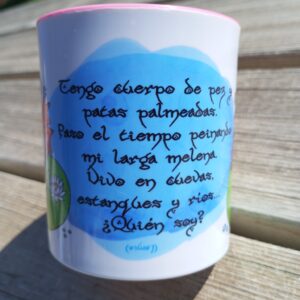 Tengo cuerpo de pez y
patas palmeadas.
Paso el tiempo peinando
mi larga melena.
Vivo en cuevas,
estanques y ríos...
¿Quién soy?